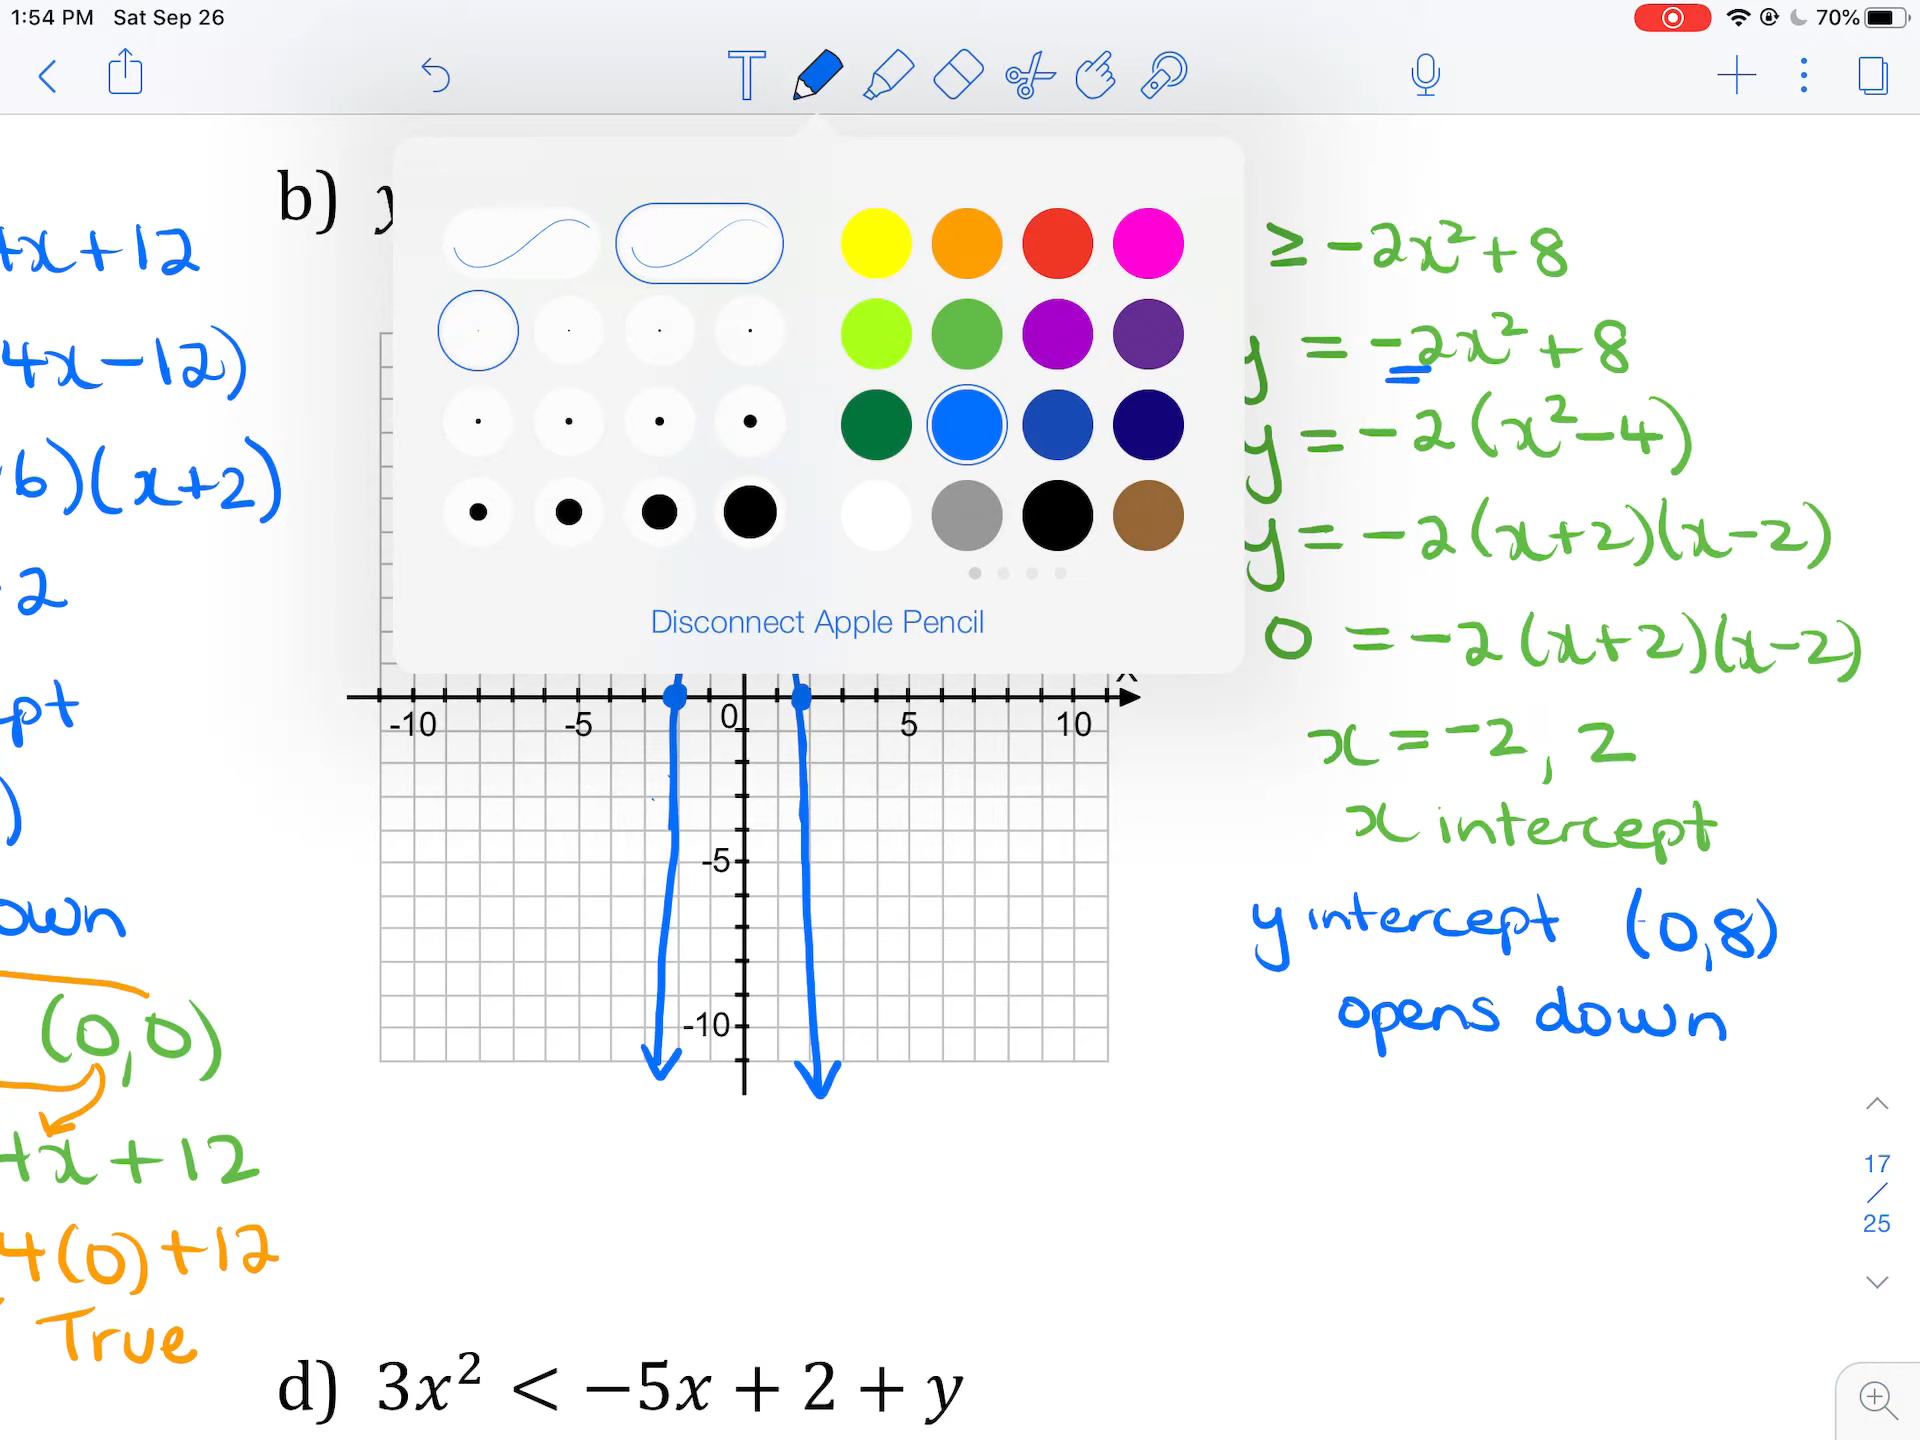 1:54 PM Sat Sep 26
70%
T
b) y
4x+12
4x−12)
6)(x+2)
2
pt
)
own
(0,0)
4x+12
4(0)+12
True
Disconnect Apple Pencil
≥ −2x²+8
y = −2x²+8
y = −2(x²−4)
y = −2(x+2)(x−2)
0 = −2(x+2)(x−2)
x = −2, 2
x intercept
y intercept (0,8)
opens down
x
-10 -5 0 5 10
-5
-10
17
/
25
d) 3x² < −5x + 2 + y